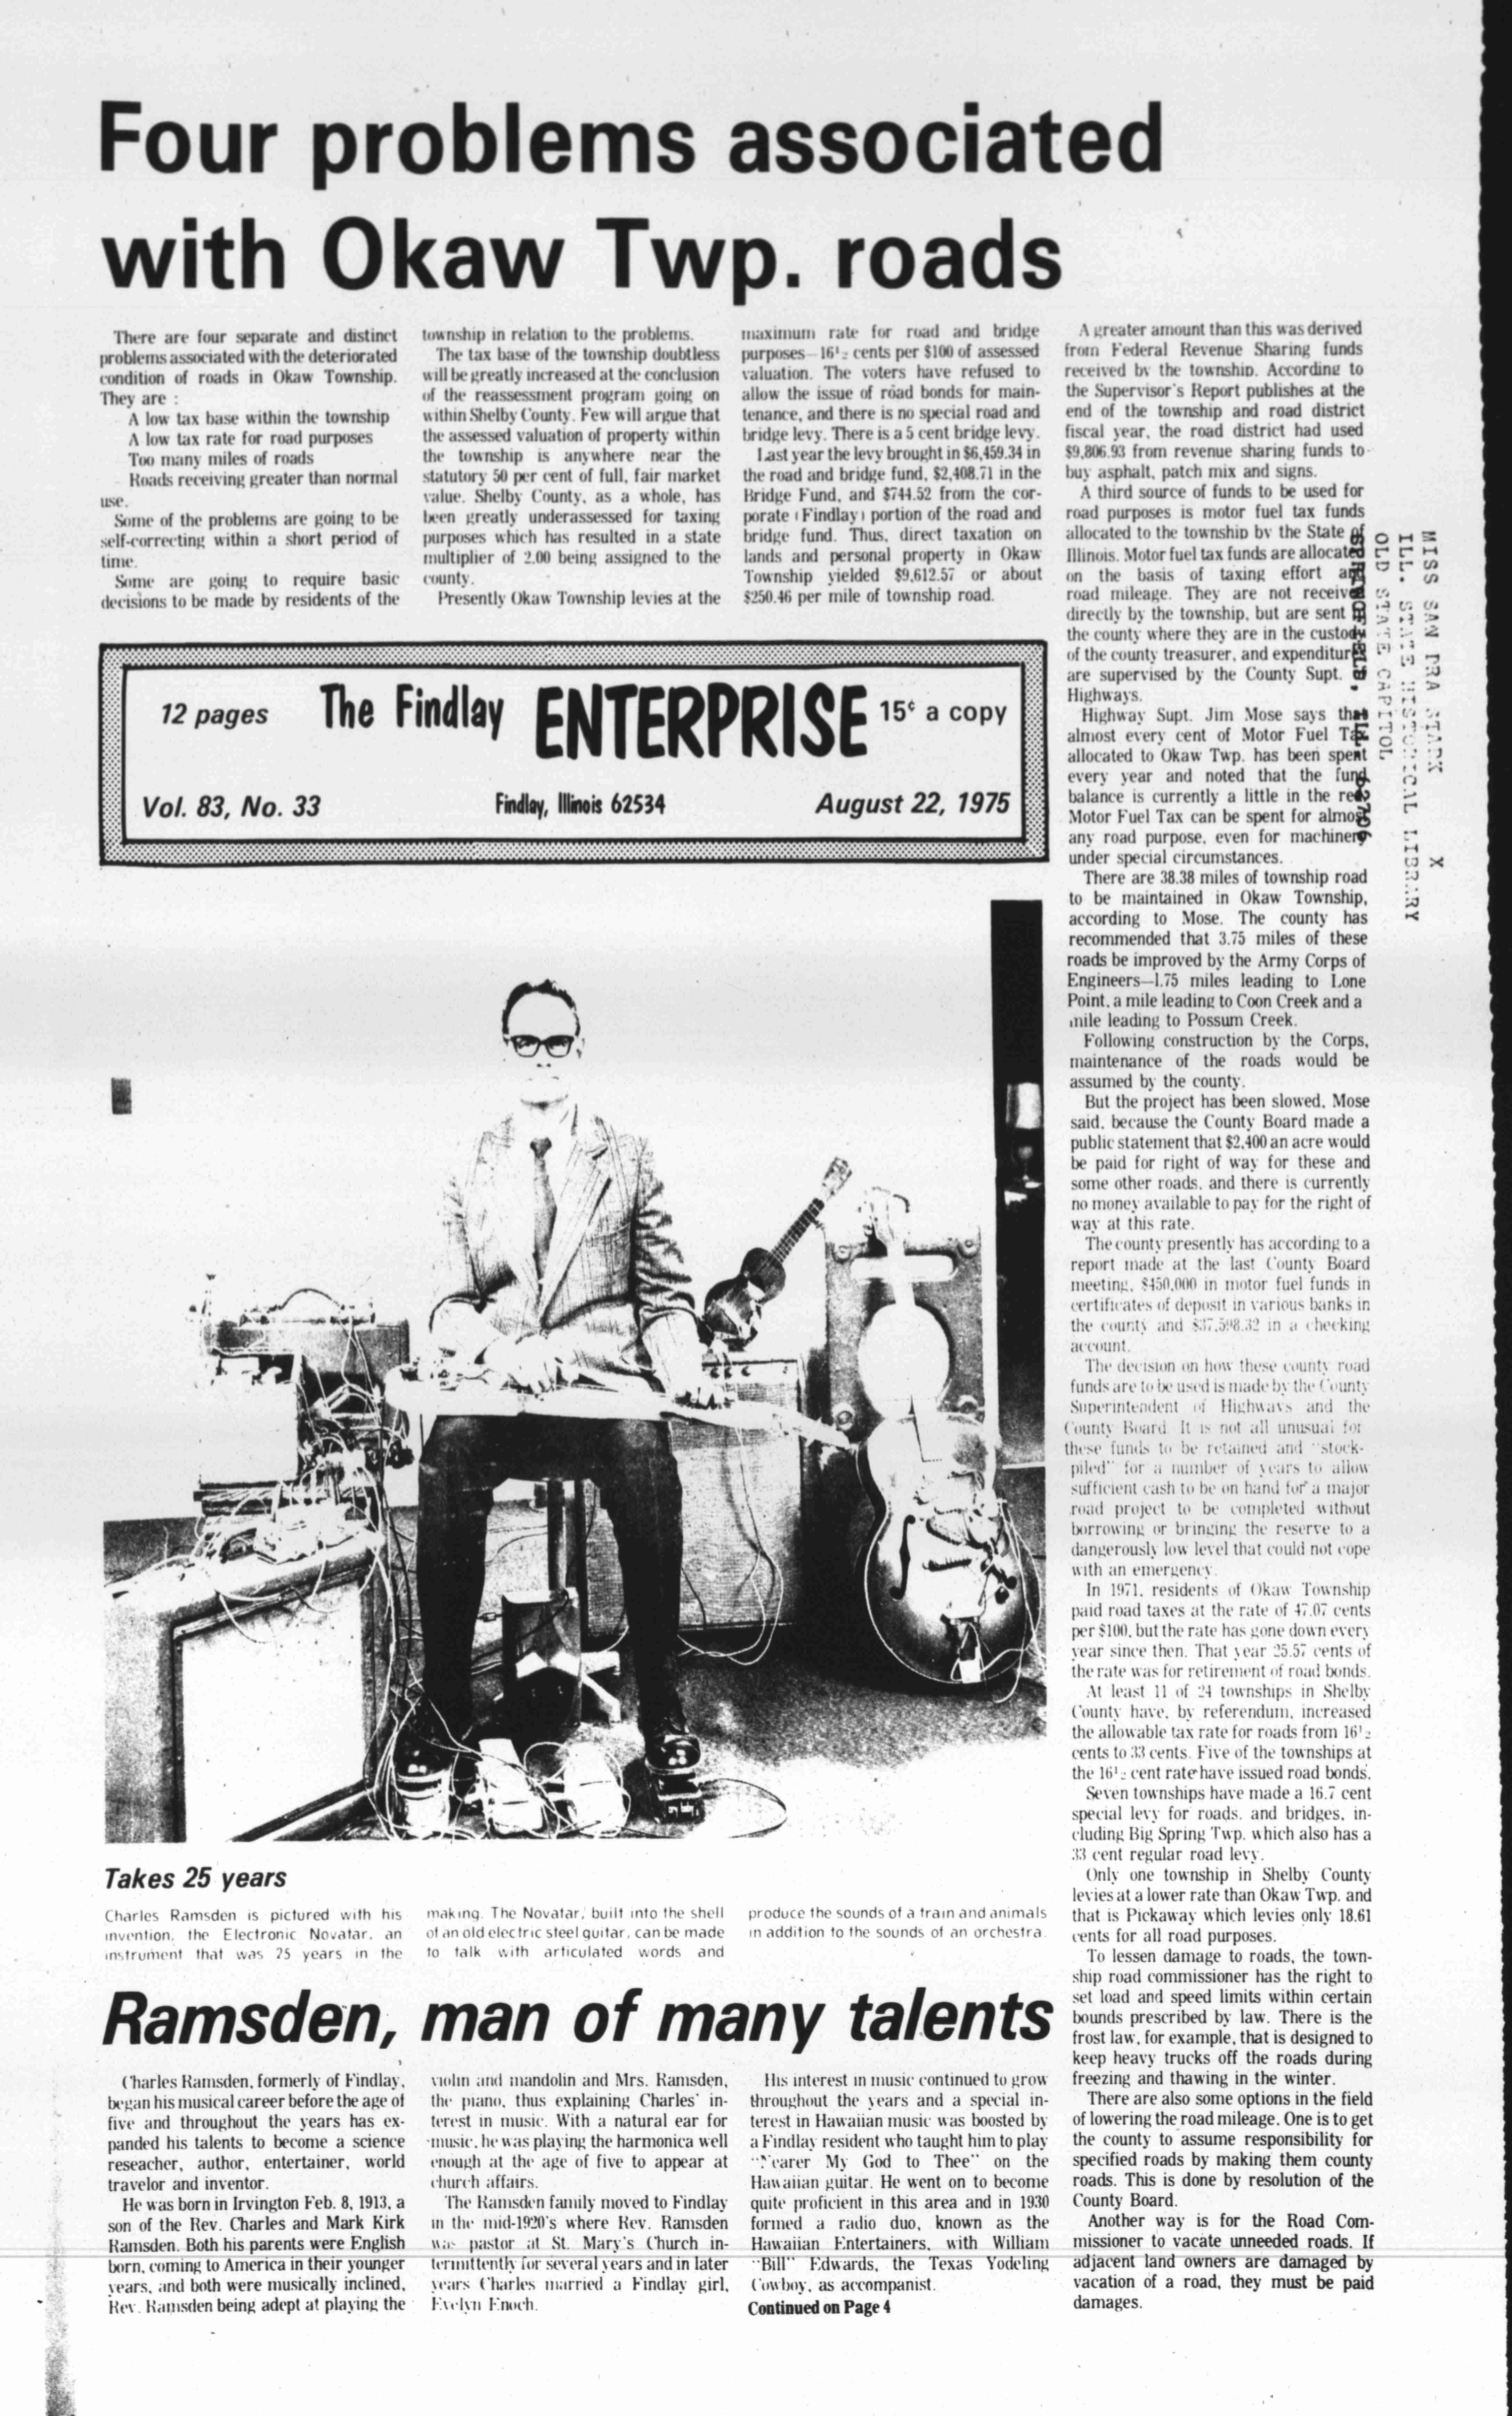 Four problems associated
with Okaw Twp. roads
There are four separate and distinct
problems associated with the deteriorated
condition of roads in Okaw Township.
They are :
A low tax base within the township
A low tax rate for road purposes
Too many miles of roads
Roads receiving greater than normal
use.
Some of the problems are going to be
self-correcting within a short period of
time.
Some are going to require basic
decisions to be made by residents of the
township in relation to the problems.
The tax base of the township doubtless
will be greatly increased at the conclusion
of the reassessment program going on
within Shelby County. Few will argue that
the assessed valuation of property within
the township is anywhere near the
statutory 50 per cent of full, fair market
value. Shelby County, as a whole, has
been greatly underassessed for taxing
purposes which has resulted in a state
multiplier of 2.00 being assigned to the
county.
Presently Okaw Township levies at the
maximum rate for road and bridge
purposes--16½ cents per $100 of assessed
valuation. The voters have refused to
allow the issue of road bonds for main-
tenance, and there is no special road and
bridge levy. There is a 5 cent bridge levy.
Last year the levy brought in $6,459.34 in
the road and bridge fund, $2,408.71 in the
Bridge Fund, and $744.52 from the cor-
porate (Findlay) portion of the road and
bridge fund. Thus, direct taxation on
lands and personal property in Okaw
Township yielded $9,612.57 or about
$250.46 per mile of township road.
A greater amount than this was derived
from Federal Revenue Sharing funds
received by the township. According to
the Supervisor's Report publishes at the
end of the township and road district
fiscal year, the road district had used
$9,806.93 from revenue sharing funds to
buy asphalt, patch mix and signs.
A third source of funds to be used for
road purposes is motor fuel tax funds
allocated to the township by the State of
Illinois. Motor fuel tax funds are allocated
on the basis of taxing effort and
road mileage. They are not received
directly by the township, but are sent
the county where they are in the custody
of the county treasurer, and expenditures
are supervised by the County Supt.
Highways.
Highway Supt. Jim Mose says that
almost every cent of Motor Fuel Tax
allocated to Okaw Twp. has been spent
every year and noted that the fund
balance is currently a little in the red.
Motor Fuel Tax can be spent for almost
any road purpose, even for machinery
under special circumstances.
There are 38.38 miles of township road
to be maintained in Okaw Township,
according to Mose. The county has
recommended that 3.75 miles of these
roads be improved by the Army Corps of
Engineers--1.75 miles leading to Lone
Point, a mile leading to Coon Creek and a
mile leading to Possum Creek.
Following construction by the Corps,
maintenance of the roads would be
assumed by the county.
But the project has been slowed, Mose
said, because the County Board made a
public statement that $2,400 an acre would
be paid for right of way for these and
some other roads, and there is currently
no money available to pay for the right of
way at this rate.
The county presently has according to a
report made at the last County Board
meeting, $450,000 in motor fuel funds in
certificates of deposit in various banks in
the county and $37,598.32 in a checking
account.
The decision on how these county road
funds are to be used is made by the County
Superintendent of Highways and the
County Board. It is not all unusual for
these funds to be retained and "stock-
piled" for a number of years to allow
sufficient cash to be on hand for a major
road project to be completed without
borrowing or bringing the reserve to a
dangerously low level that could not cope
with an emergency.
In 1971, residents of Okaw Township
paid road taxes at the rate of 47.07 cents
per $100, but the rate has gone down every
year since then. That year 25.57 cents of
the rate was for retirement of road bonds.
At least 11 of 24 townships in Shelby
County have, by referendum, increased
the allowable tax rate for roads from 16½
cents to 33 cents. Five of the townships at
the 16½ cent rate have issued road bonds.
Seven townships have made a 16.7 cent
special levy for roads, and bridges, in-
cluding Big Spring Twp. which also has a
33 cent regular road levy.
Only one township in Shelby County
levies at a lower rate than Okaw Twp. and
that is Pickaway which levies only 18.61
cents for all road purposes.
To lessen damage to roads, the town-
ship road commissioner has the right to
set load and speed limits within certain
bounds prescribed by law. There is the
frost law, for example, that is designed to
keep heavy trucks off the roads during
freezing and thawing in the winter.
There are also some options in the field
of lowering the road mileage. One is to get
the county to assume responsibility for
specified roads by making them county
roads. This is done by resolution of the
County Board.
Another way is for the Road Com-
missioner to vacate unneeded roads. If
adjacent land owners are damaged by
vacation of a road, they must be paid
damages.
MISS SAN DRA STARK X
ILL. STATE HISTORICAL LIBRARY
OLD STATE CAPITOL
12 pages
The Findlay ENTERPRISE
15¢ a copy
Vol. 83, No. 33
Findlay, Illinois 62534
August 22, 1975
Takes 25 years
Charles Ramsden is pictured with his
invention, the Electronic Novatar, an
instrument that was 25 years in the
making. The Novatar, built into the shell
of an old electric steel guitar, can be made
to talk with articulated words and
produce the sounds of a train and animals
in addition to the sounds of an orchestra.
Ramsden, man of many talents
Charles Ramsden, formerly of Findlay,
began his musical career before the age of
five and throughout the years has ex-
panded his talents to become a science
reseacher, author, entertainer, world
travelor and inventor.
He was born in Irvington Feb. 8, 1913, a
son of the Rev. Charles and Mark Kirk
Ramsden. Both his parents were English
born, coming to America in their younger
years, and both were musically inclined,
Rev. Ramsden being adept at playing the
violin and mandolin and Mrs. Ramsden,
the piano, thus explaining Charles' in-
terest in music. With a natural ear for
music, he was playing the harmonica well
enough at the age of five to appear at
church affairs.
The Ramsden family moved to Findlay
in the mid-1920's where Rev. Ramsden
was pastor at St. Mary's Church in-
termittently for several years and in later
years Charles married a Findlay girl,
Evelyn Enoch.
His interest in music continued to grow
throughout the years and a special in-
terest in Hawaiian music was boosted by
a Findlay resident who taught him to play
"Nearer My God to Thee" on the
Hawaiian guitar. He went on to become
quite proficient in this area and in 1930
formed a radio duo, known as the
Hawaiian Entertainers, with William
"Bill" Edwards, the Texas Yodeling
Cowboy, as accompanist.
Continued on Page 4